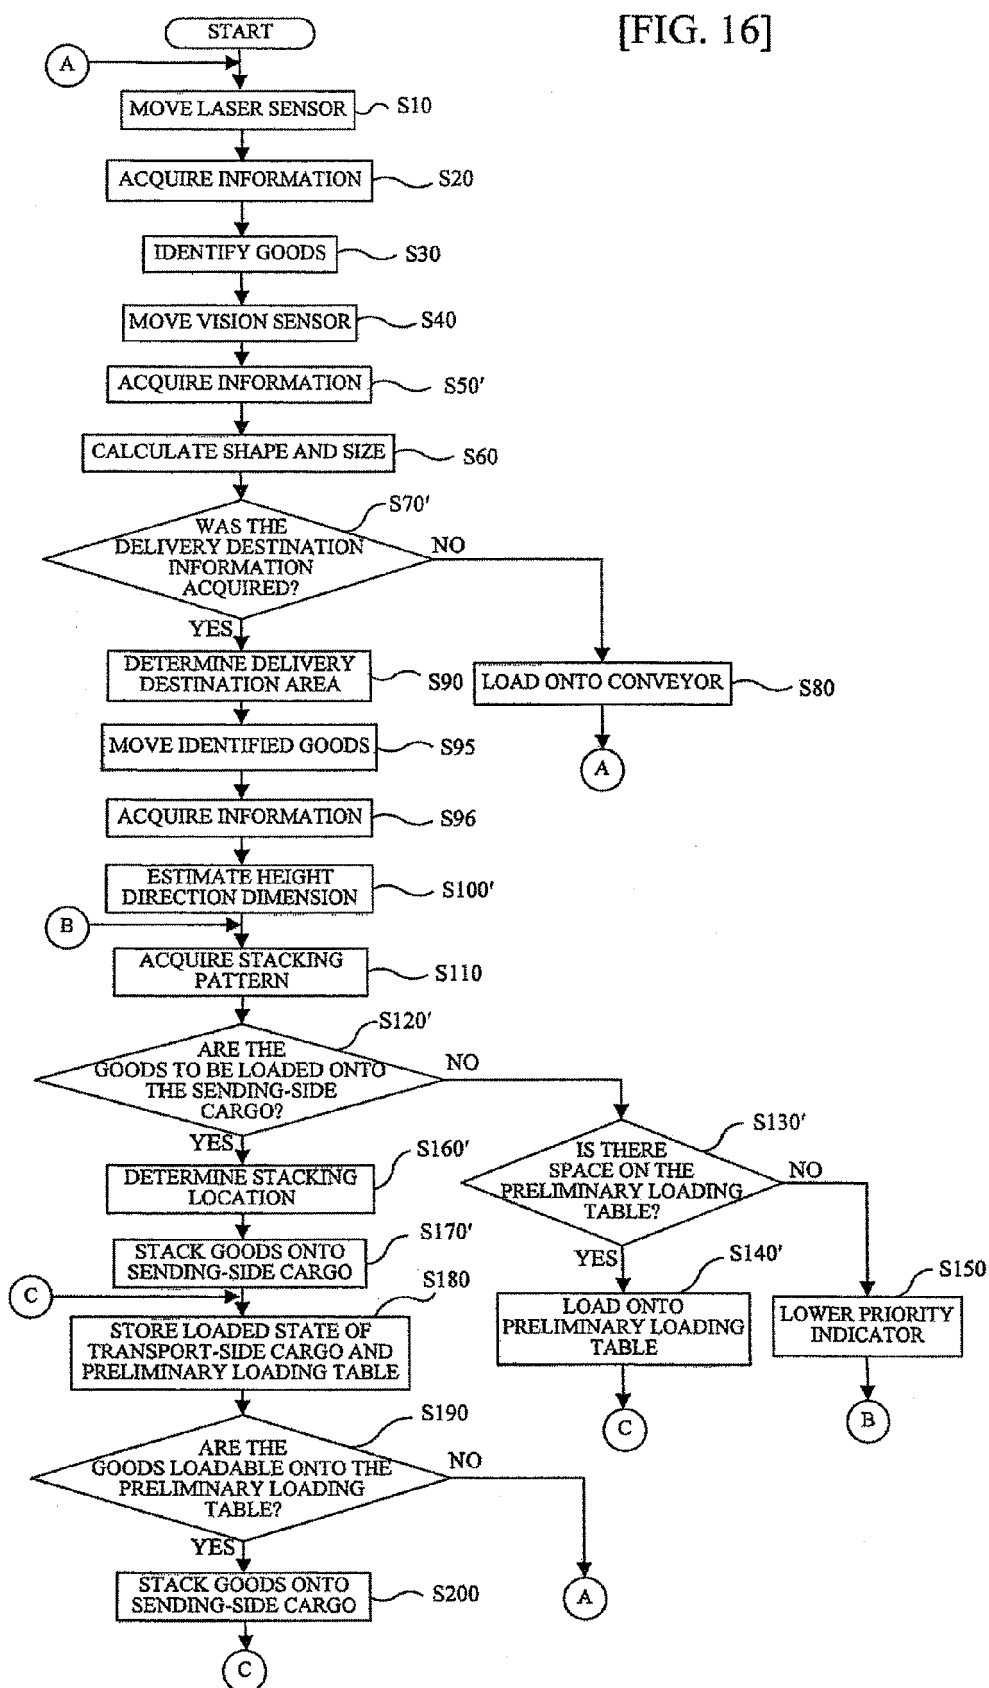 [FIG. 16]
START
A
MOVE LASER SENSOR
S10
ACQUIRE INFORMATION
S20
IDENTIFY GOODS
S30
MOVE VISION SENSOR
S40
ACQUIRE INFORMATION
S50'
CALCULATE SHAPE AND SIZE
S60
S70'
WAS THE
DELIVERY DESTINATION
INFORMATION
ACQUIRED?
NO
YES
DETERMINE DELIVERY
DESTINATION AREA
S90
LOAD ONTO CONVEYOR
S80
MOVE IDENTIFIED GOODS
S95
A
ACQUIRE INFORMATION
S96
ESTIMATE HEIGHT
DIRECTION DIMENSION
S100'
B
ACQUIRE STACKING
PATTERN
S110
S120'
ARE THE
GOODS TO BE LOADED ONTO
THE SENDING-SIDE
CARGO?
NO
YES
S130'
IS THERE
SPACE ON THE
PRELIMINARY LOADING
TABLE?
NO
YES
DETERMINE STACKING
LOCATION
S160'
STACK GOODS ONTO
SENDING-SIDE CARGO
S170'
S140'
LOAD ONTO
PRELIMINARY LOADING
TABLE
S150
LOWER PRIORITY
INDICATOR
C
S180
STORE LOADED STATE OF
TRANSPORT-SIDE CARGO AND
PRELIMINARY LOADING TABLE
C
B
S190
ARE THE
GOODS LOADABLE ONTO THE
PRELIMINARY LOADING
TABLE?
NO
YES
STACK GOODS ONTO
SENDING-SIDE CARGO
S200
A
C